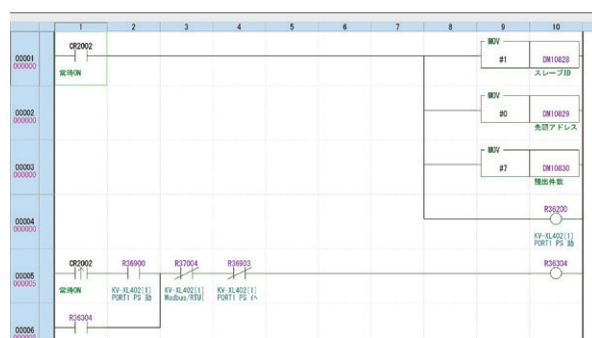 1 2 3 4 5 6 7 8 9 10
00001
000000
CR2002
常時ON
MOV
#1
DM10828
スレーブID
00002
000000
MOV
#0
DM10829
先頭アドレス
00003
000000
MOV
#7
DM10830
読出件数
00004
000000
R36200
KV-XL402[1]
PORT1 PS 動
00005
000005
CR2002
常時ON
R36900
KV-XL402[1]
PORT1 PS 動
R37004
KV-XL402[1]
Modbus/RTU(
R36903
KV-XL402[1]
PORT1 PS イベ
R36304
00006
R36304